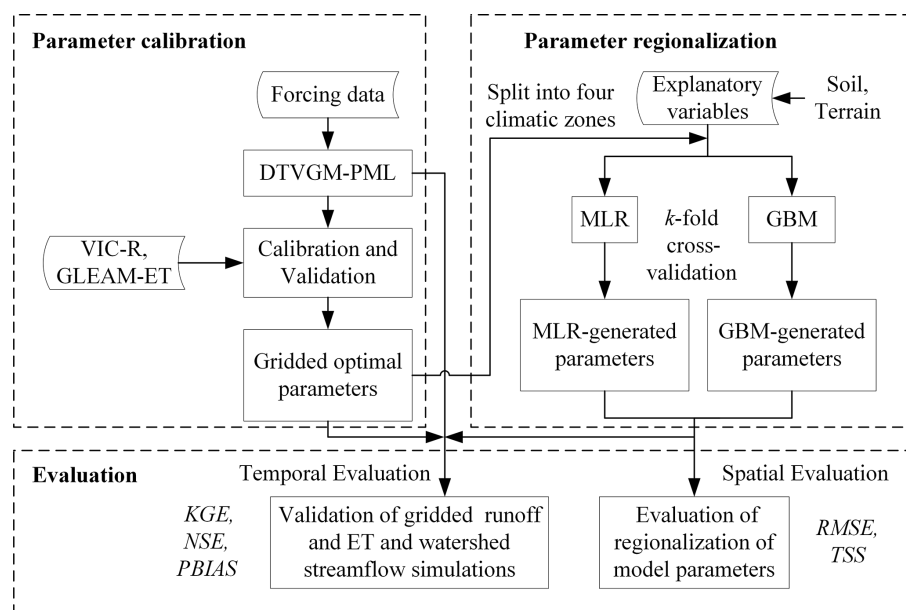 Parameter calibration
Forcing data
DTVGM-PML
VIC-R,
GLEAM-ET
Calibration and
Validation
Gridded optimal
parameters
Parameter regionalization
Split into four
climatic zones
Explanatory
variables
Soil,
Terrain
MLR
k-fold
cross-
validation
GBM
MLR-generated
parameters
GBM-generated
parameters
Evaluation
Temporal Evaluation
KGE,
NSE,
PBIAS
Validation of gridded runoff
and ET and watershed
streamflow simulations
Spatial Evaluation
Evaluation of
regionalization of
model parameters
RMSE,
TSS